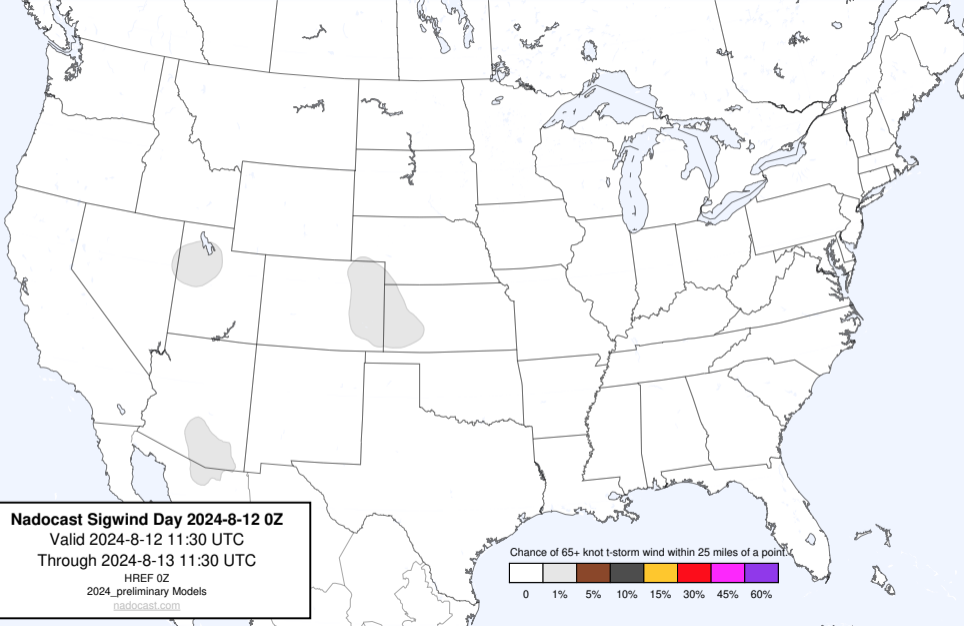 Nadocast Sigwind Day 2024-8-12 0Z
Valid 2024-8-12 11:30 UTC
Through 2024-8-13 11:30 UTC
HREF 0Z
2024_preliminary Models
nadocast.com
Chance of 65+ knot t-storm wind within 25 miles of a point.
0 1% 5% 10% 15% 30% 45% 60%